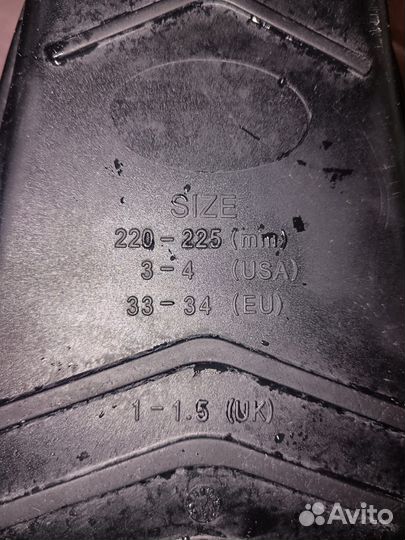 SIZE
220-225 (mm)
3-4 (USA)
33-34 (EU)
1-1.5 (UK)
Avito